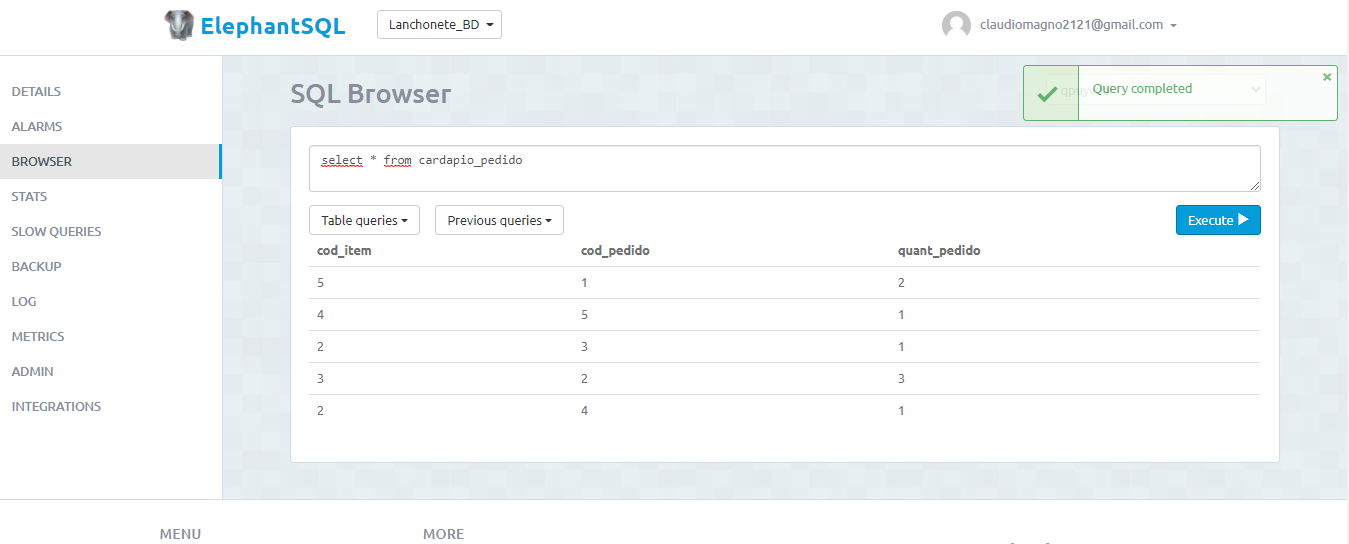 ElephantSQL
Lanchonete_BD
claudiomagno2121@gmail.com
DETAILS
ALARMS
BROWSER
STATS
SLOW QUERIES
BACKUP
LOG
METRICS
ADMIN
INTEGRATIONS
SQL Browser
Query completed
select * from cardapio_pedido
Table queries
Previous queries
Execute
cod_item cod_pedido quant_pedido
5 1 2
4 5 1
2 3 1
3 2 3
2 4 1
MENU
MORE